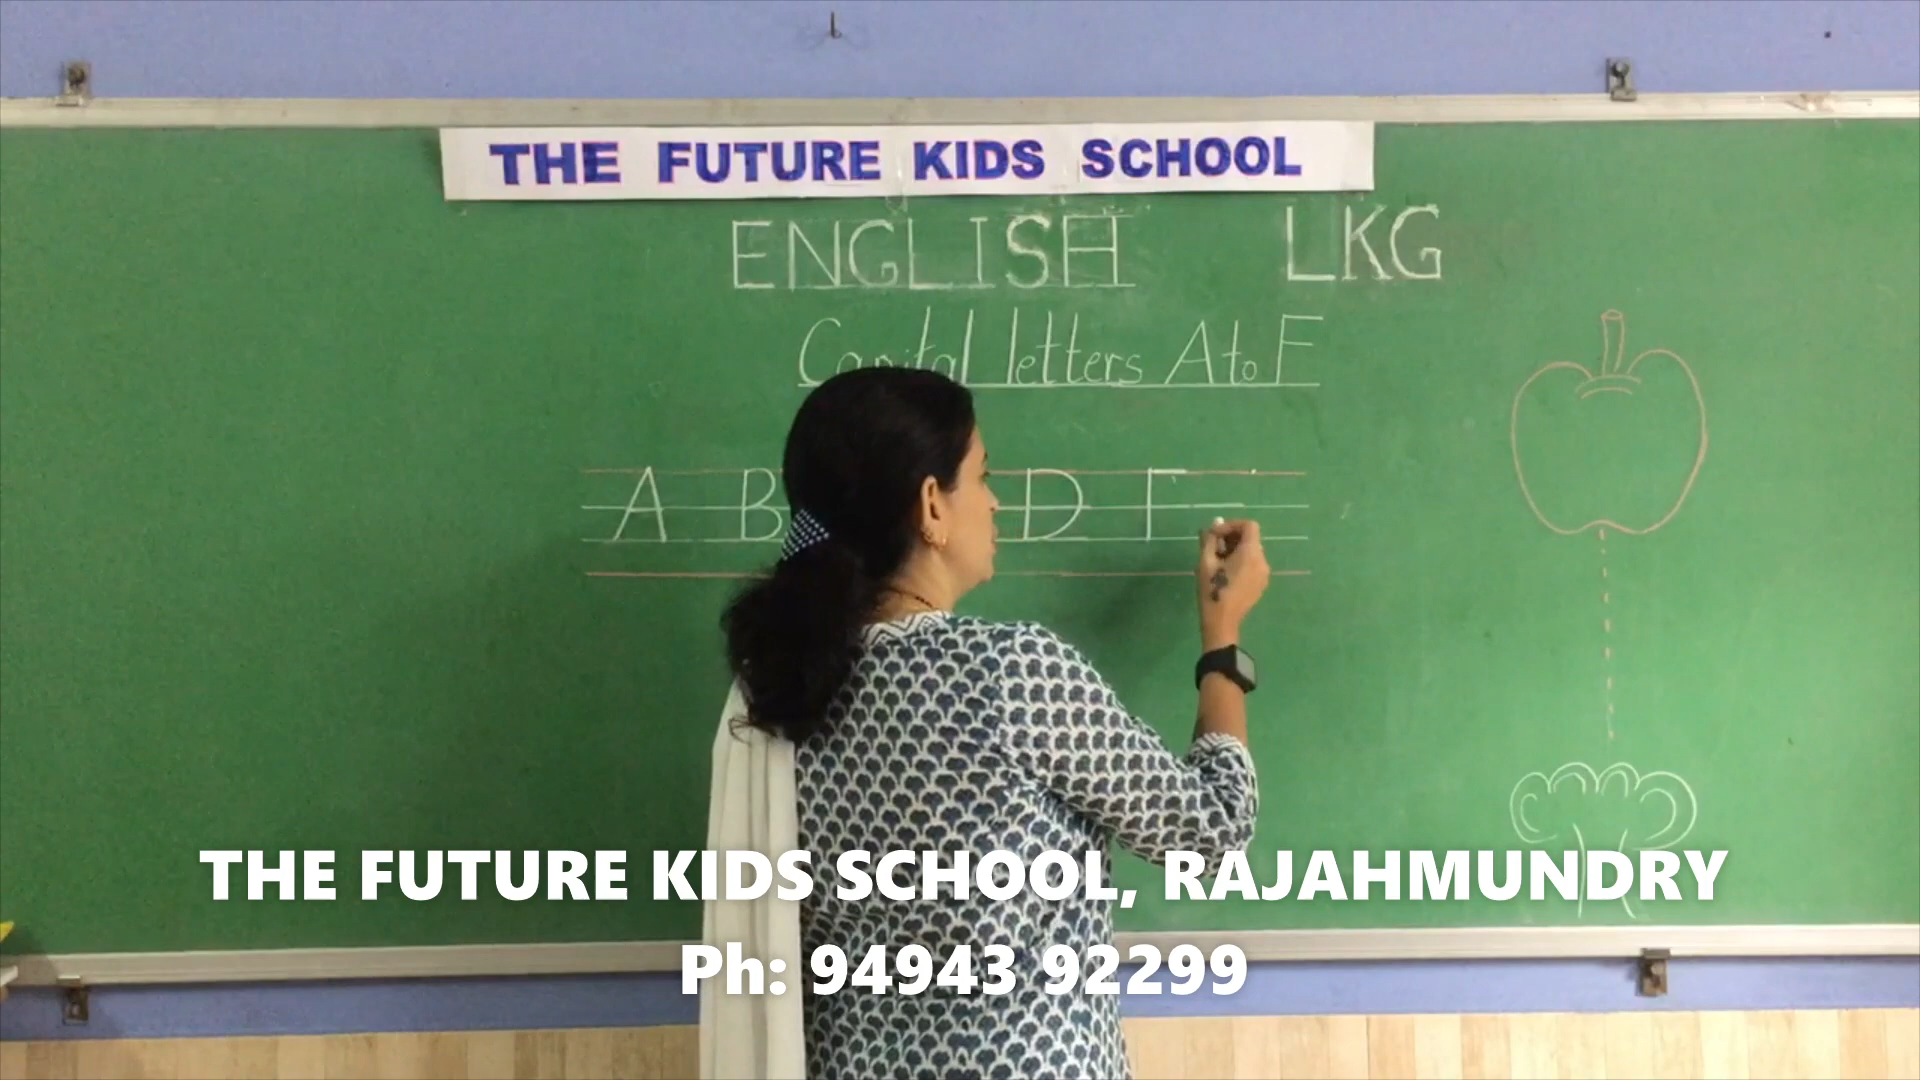 THE FUTURE KIDS SCHOOL
ENGLISH LKG
Capital letters A to F
A B D F
THE FUTURE KIDS SCHOOL, RAJAHMUNDRY
Ph: 94943 92299